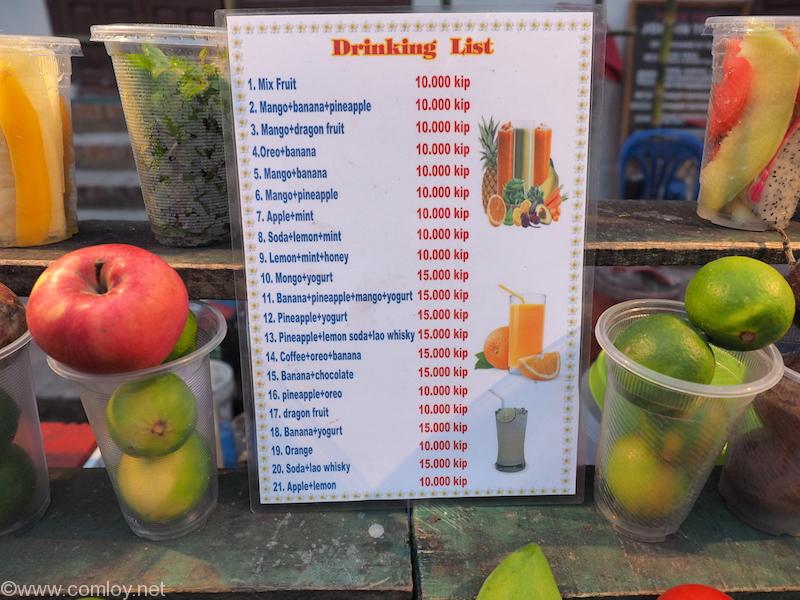 Drinking List
1. Mix Fruit 10.000 kip
2. Mango+banana+pineapple 10.000 kip
3. Mango+dragon fruit 10.000 kip
4.Oreo+banana 10.000 kip
5. Mango+banana 10.000 kip
6. Mango+pineapple 10.000 kip
7. Apple+mint 10.000 kip
8. Soda+lemon+mint 10.000 kip
9. Lemon+mint+honey 10.000 kip
10. Mongo+yogurt 15.000 kip
11. Banana+pineapple+mango+yogurt 15.000 kip
12. Pineapple+yogurt 15.000 kip
13. Pineapple+lemon soda+lao whisky 15.000 kip
14. Coffee+oreo+banana 15.000 kip
15. Banana+chocolate 15.000 kip
16. pineapple+oreo 10.000 kip
17. dragon fruit 10.000 kip
18. Banana+yogurt 15.000 kip
19. Orange 10.000 kip
20. Soda+lao whisky 15.000 kip
21. Apple+lemon 10.000 kip
©www.comloy.net